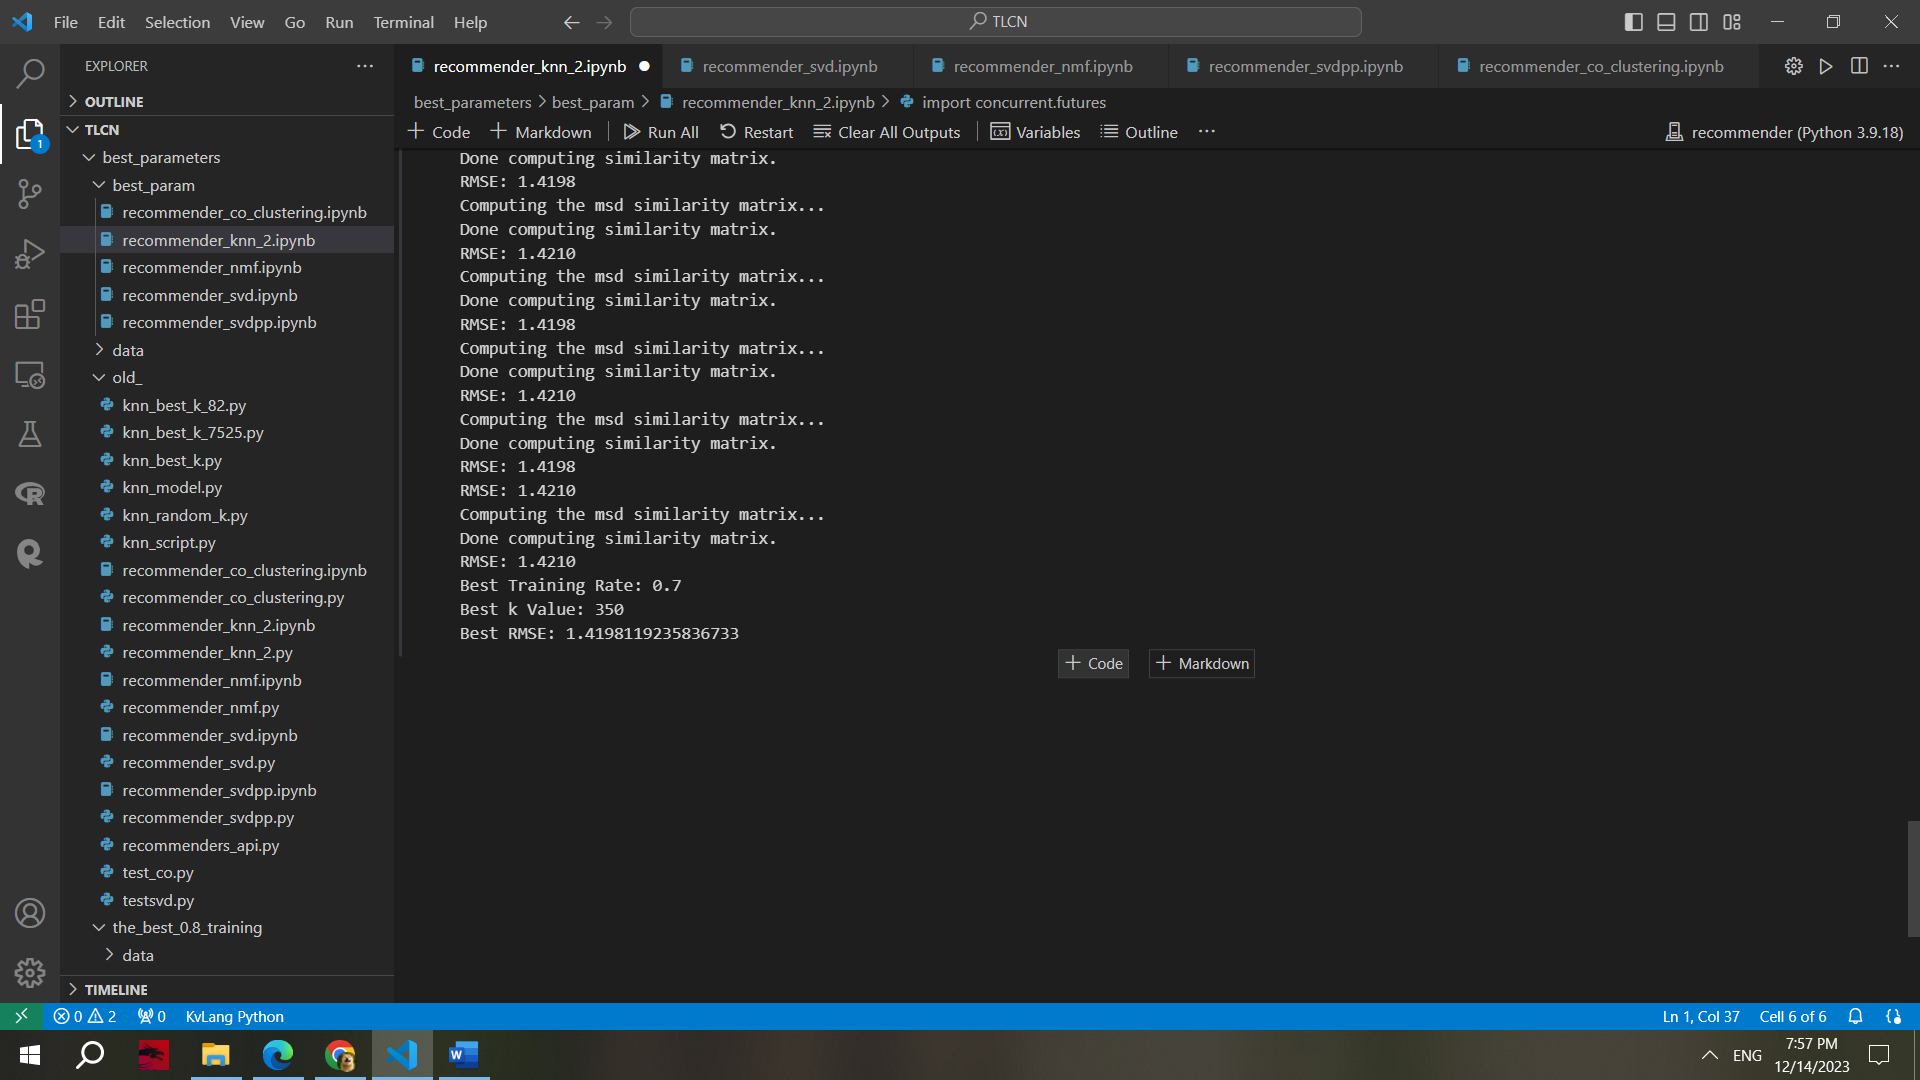 File Edit Selection View Go Run Terminal Help
TLCN
EXPLORER
OUTLINE
TLCN
best_parameters
best_param
recommender_co_clustering.ipynb
recommender_knn_2.ipynb
recommender_nmf.ipynb
recommender_svd.ipynb
recommender_svdpp.ipynb
data
old_
knn_best_k_82.py
knn_best_k_7525.py
knn_best_k.py
knn_model.py
knn_random_k.py
knn_script.py
recommender_co_clustering.ipynb
recommender_co_clustering.py
recommender_knn_2.ipynb
recommender_knn_2.py
recommender_nmf.ipynb
recommender_nmf.py
recommender_svd.ipynb
recommender_svd.py
recommender_svdpp.ipynb
recommender_svdpp.py
recommenders_api.py
test_co.py
testsvd.py
the_best_0.8_training
data
TIMELINE
1
recommender_knn_2.ipynb recommender_svd.ipynb recommender_nmf.ipynb recommender_svdpp.ipynb recommender_co_clustering.ipynb
best_parameters > best_param > recommender_knn_2.ipynb > import concurrent.futures
+ Code + Markdown Run All Restart Clear All Outputs Variables Outline ··· recommender (Python 3.9.18)
Done computing similarity matrix.
RMSE: 1.4198
Computing the msd similarity matrix...
Done computing similarity matrix.
RMSE: 1.4210
Computing the msd similarity matrix...
Done computing similarity matrix.
RMSE: 1.4198
Computing the msd similarity matrix...
Done computing similarity matrix.
RMSE: 1.4210
Computing the msd similarity matrix...
Done computing similarity matrix.
RMSE: 1.4198
RMSE: 1.4210
Computing the msd similarity matrix...
Done computing similarity matrix.
RMSE: 1.4210
Best Training Rate: 0.7
Best k Value: 350
Best RMSE: 1.4198119235836733
+ Code + Markdown
0 2 0 KvLang Python Ln 1, Col 37 Cell 6 of 6
ENG
7:57 PM
12/14/2023